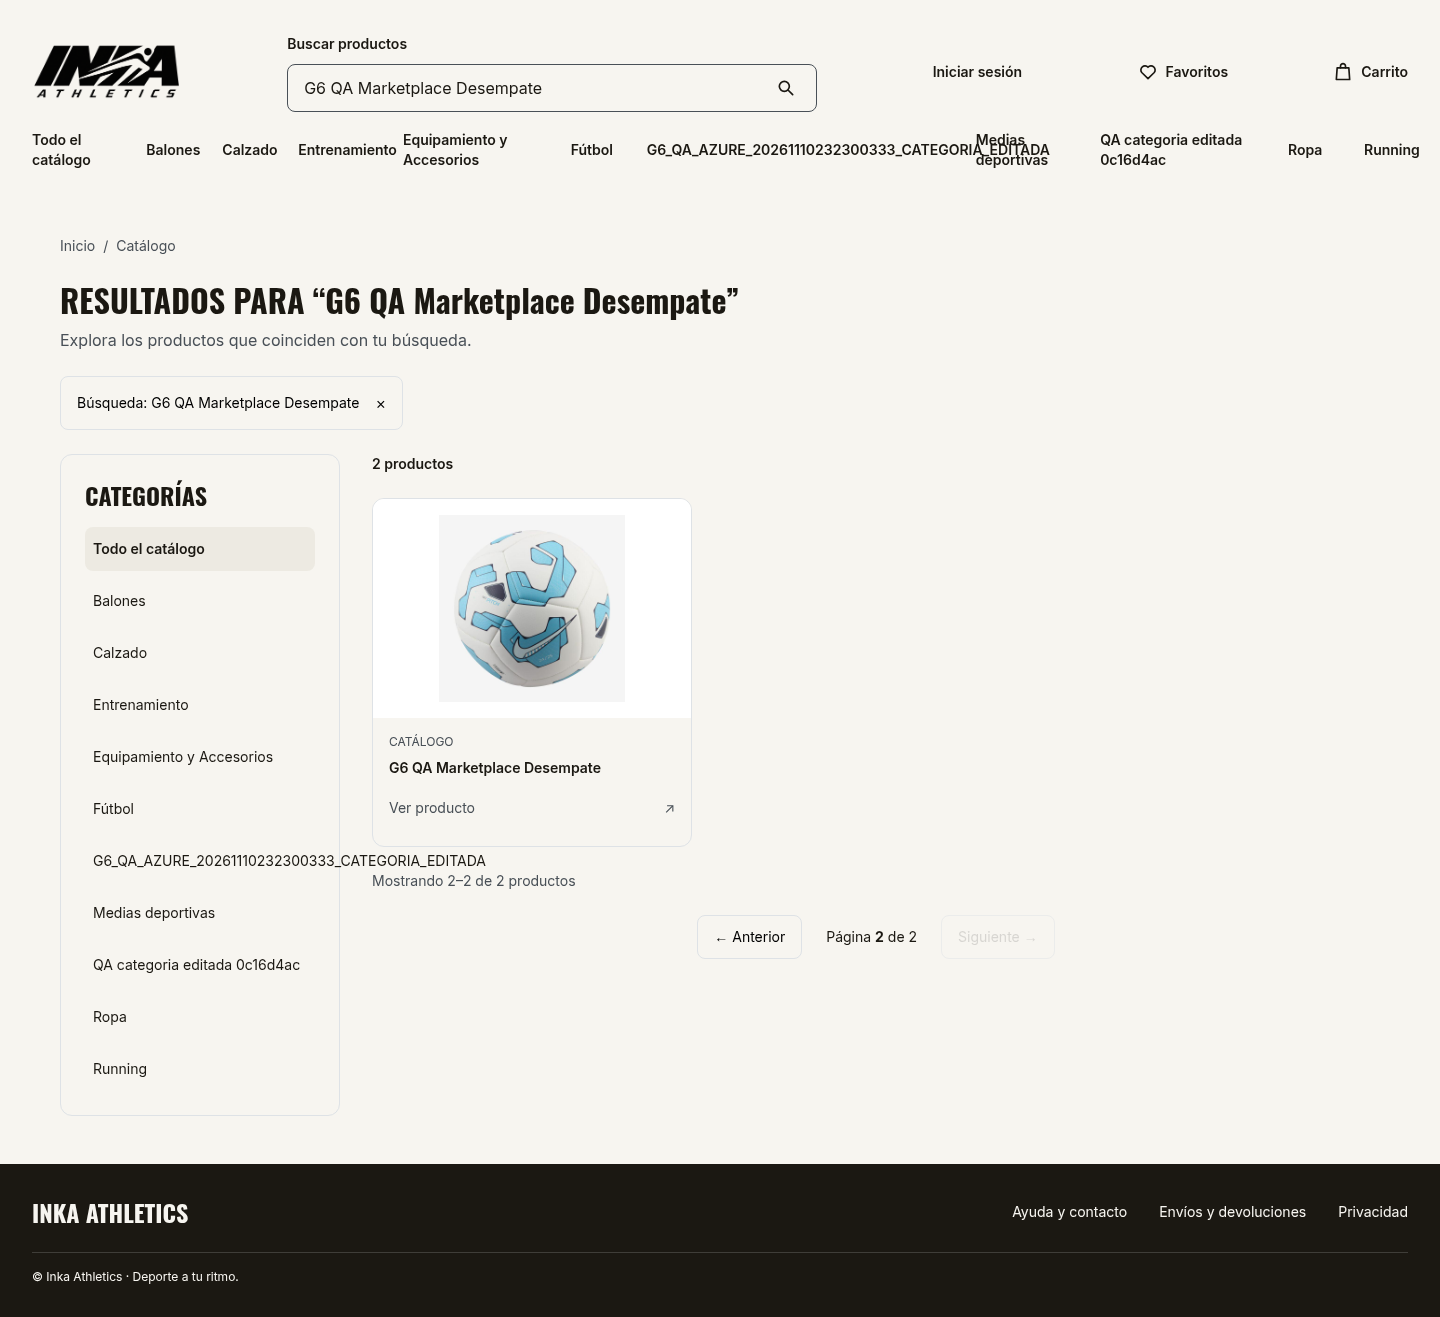 INKA
ATHLETICS
Buscar productos
G6 QA Marketplace Desempate
Iniciar sesión
Favoritos
Carrito
Todo el catálogo
Balones
Calzado
Entrenamiento
Equipamiento y Accesorios
Fútbol
G6_QA_AZURE_20261110232300333_CATEGORIA_EDITADA
Medias deportivas
QA categoria editada 0c16d4ac
Ropa
Running
Inicio / Catálogo
RESULTADOS PARA “G6 QA Marketplace Desempate”
Explora los productos que coinciden con tu búsqueda.
Búsqueda: G6 QA Marketplace Desempate ×
CATEGORÍAS
Todo el catálogo
Balones
Calzado
Entrenamiento
Equipamiento y Accesorios
Fútbol
G6_QA_AZURE_20261110232300333_CATEGORIA_EDITADA
Medias deportivas
QA categoria editada 0c16d4ac
Ropa
Running
2 productos
CATÁLOGO
G6 QA Marketplace Desempate
Ver producto ↗
Mostrando 2–2 de 2 productos
← Anterior
Página 2 de 2
Siguiente →
INKA ATHLETICS
Ayuda y contacto
Envíos y devoluciones
Privacidad
© Inka Athletics · Deporte a tu ritmo.